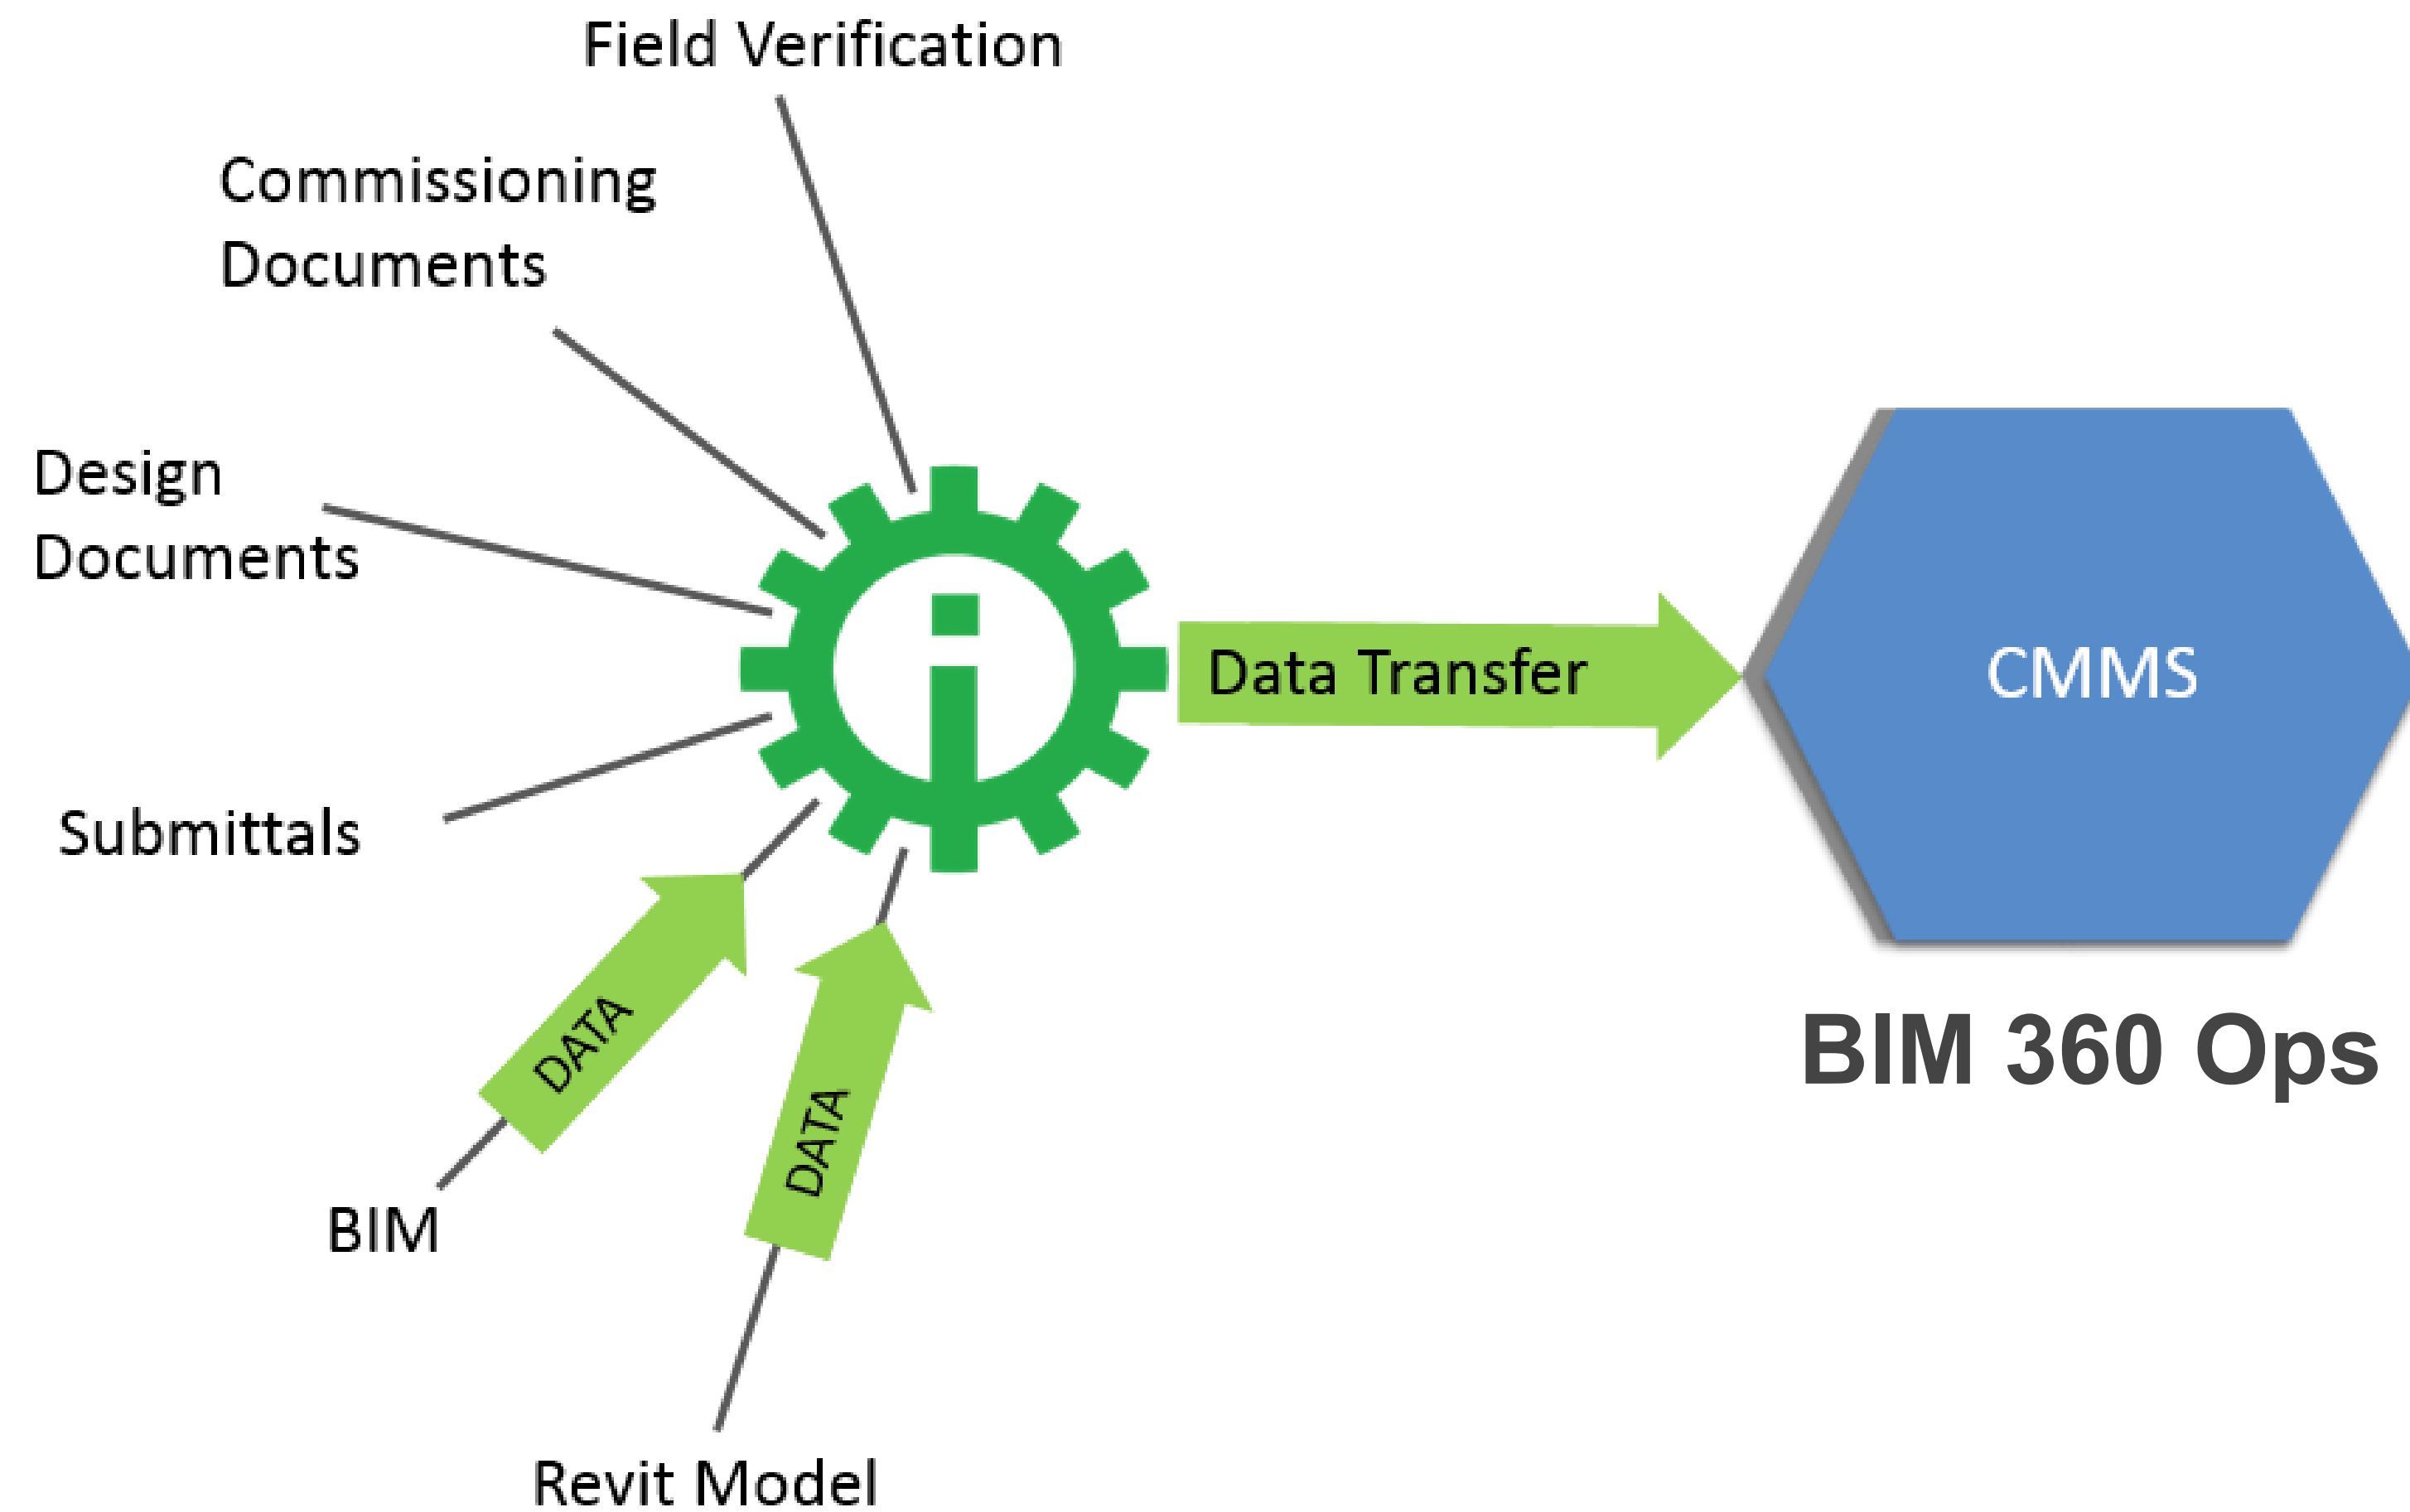 Field Verification
Commissioning
Documents
Design
Documents
i
Data Transfer
CMMS
Submittals
DATA
DATA
BIM
BIM 360 Ops
Revit Model